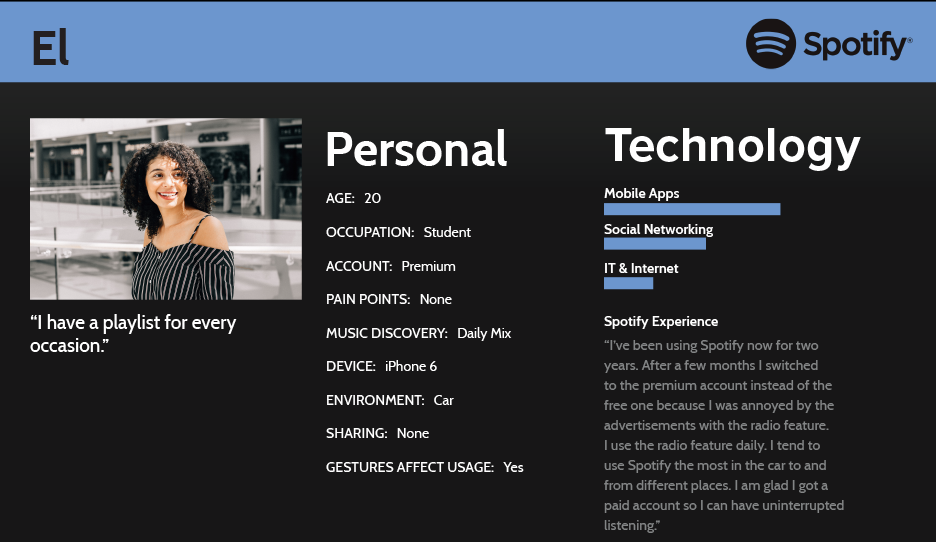 El
Spotify®
“I have a playlist for every
occasion.”
Personal
AGE: 20
OCCUPATION: Student
ACCOUNT: Premium
PAIN POINTS: None
MUSIC DISCOVERY: Daily Mix
DEVICE: iPhone 6
ENVIRONMENT: Car
SHARING: None
GESTURES AFFECT USAGE: Yes
Technology
Mobile Apps
Social Networking
IT & Internet
Spotify Experience
“I’ve been using Spotify now for two
years. After a few months I switched
to the premium account instead of the
free one because I was annoyed by the
advertisements with the radio feature.
I use the radio feature daily. I tend to
use Spotify the most in the car to and
from different places. I am glad I got a
paid account so I can have uninterrupted
listening.”